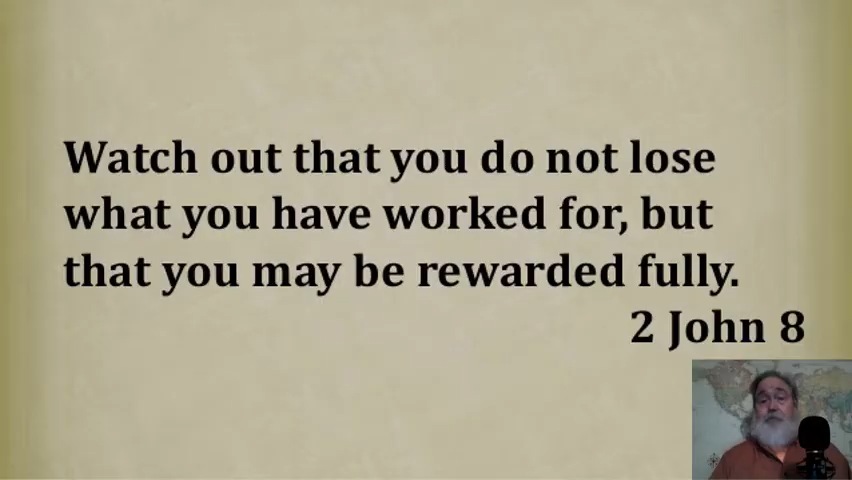 Watch out that you do not lose
what you have worked for, but
that you may be rewarded fully.
2 John 8